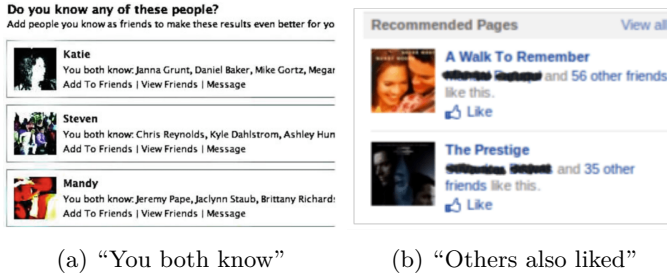 Do you know any of these people?
Add people you know as friends to make these results even better for yo
Katie
You both know: Janna Grunt, Daniel Baker, Mike Gortz, Megar
Add To Friends | View Friends | Message
Steven
You both know: Chris Reynolds, Kyle Dahlstrom, Ashley Hun
Add To Friends | View Friends | Message
Mandy
You both know: Jeremy Pape, Jaclynn Staub, Brittany Richards
Add To Friends | View Friends | Message
(a) “You both know”
Recommended Pages View all
A Walk To Remember
and 56 other friends
like this.
Like
The Prestige
and 35 other
friends like this.
Like
(b) “Others also liked”